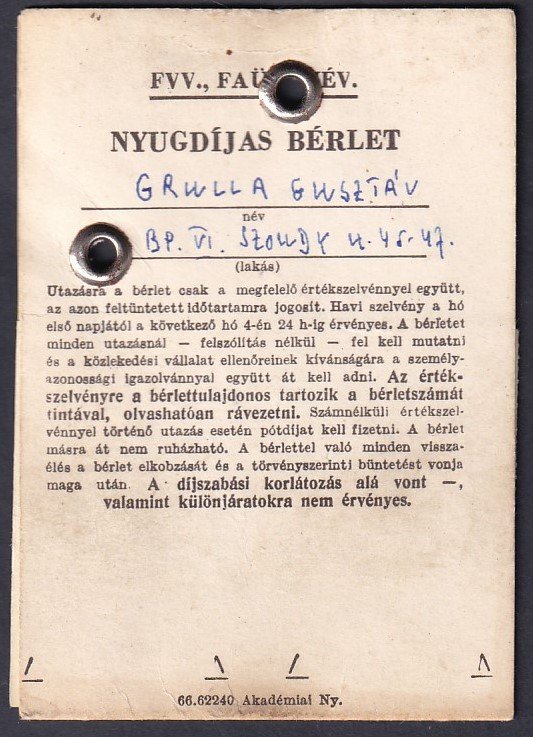 FVV., FAÜ ÉV.
NYUGDÍJAS BÉRLET
GRULLA GUSZTÁV
név
BP. VI. SZONDY U. 45-47.
(lakás)
Utazásra a bérlet csak a megfelelő értékszelvénnyel együtt,
az azon feltüntetett időtartamra jogosit. Havi szelvény a hó
első napjától a következő hó 4-én 24 h-ig érvényes. A bérletet
minden utazásnál – felszólítás nélkül – fel kell mutatni
és a közlekedési vállalat ellenőreinek kívánságára a személy-
azonossági igazolvánnyal együtt át kell adni. Az érték-
szelvényre a bérlettulajdonos tartozik a bérletszámát
tintával, olvashatóan rávezetni. Számnélküli értékszel-
vénnyel történő utazás esetén pótdíjat kell fizetni. A bérlet
másra át nem ruházható. A bérlettel való minden vissza-
élés a bérlet elkobzását és a törvényszerinti büntetést vonja
maga után. A díjszabási korlátozás alá vont —,
valamint különjáratokra nem érvényes.
66.62240 Akadémiai Ny.